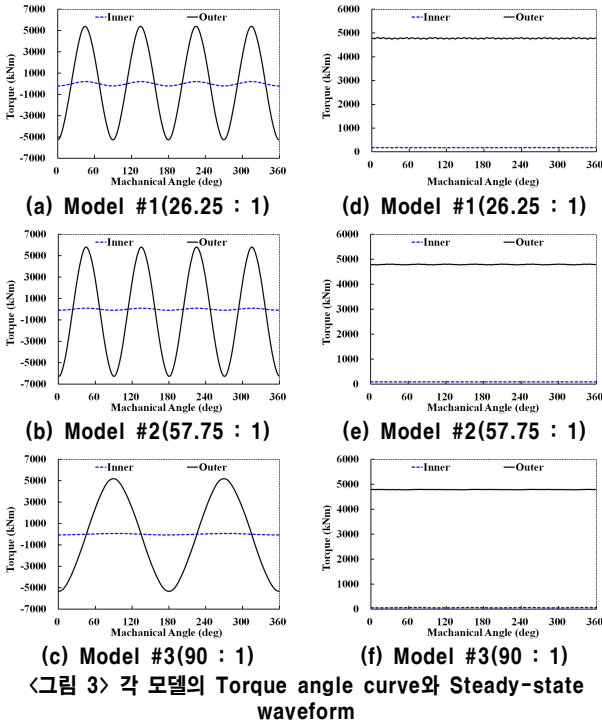 Inner Outer
Torque (kNm)
7000
5000
3000
1000
-1000
-3000
-5000
-7000
0 60 120 180 240 300 360
Machanical Angle (deg)
(a) Model #1(26.25 : 1)
Inner Outer
Torque (kNm)
6000
5000
4000
3000
2000
1000
0
0 60 120 180 240 300 360
Machanical Angle (deg)
(d) Model #1(26.25 : 1)
Inner Outer
Torque (kNm)
7000
5000
3000
1000
-1000
-3000
-5000
-7000
0 60 120 180 240 300 360
Machanical Angle (deg)
(b) Model #2(57.75 : 1)
Inner Outer
Torque (kNm)
6000
5000
4000
3000
2000
1000
0
0 60 120 180 240 300 360
Machanical Angle (deg)
(e) Model #2(57.75 : 1)
Inner Outer
Torque (kNm)
7000
5000
3000
1000
-1000
-3000
-5000
-7000
0 60 120 180 240 300 360
Machanical Angle (deg)
(c) Model #3(90 : 1)
Inner Outer
Torque (kNm)
6000
5000
4000
3000
2000
1000
0
0 60 120 180 240 300 360
Machanical Angle (deg)
(f) Model #3(90 : 1)
<그림 3> 각 모델의 Torque angle curve와 Steady-state
waveform